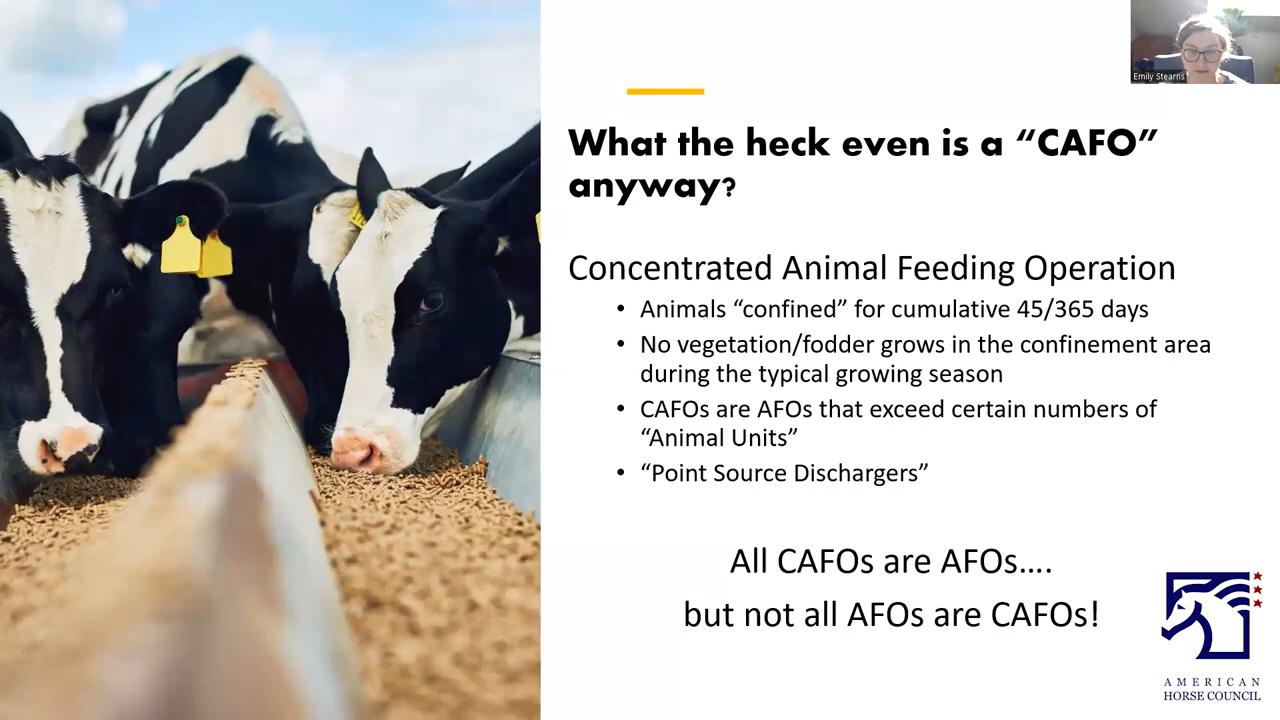 Emily Stearns
What the heck even is a “CAFO”
anyway?
Concentrated Animal Feeding Operation
• Animals “confined” for cumulative 45/365 days
• No vegetation/fodder grows in the confinement area
during the typical growing season
• CAFOs are AFOs that exceed certain numbers of
“Animal Units”
• “Point Source Dischargers”
All CAFOs are AFOs....
but not all AFOs are CAFOs!
AMERICAN
HORSE COUNCIL